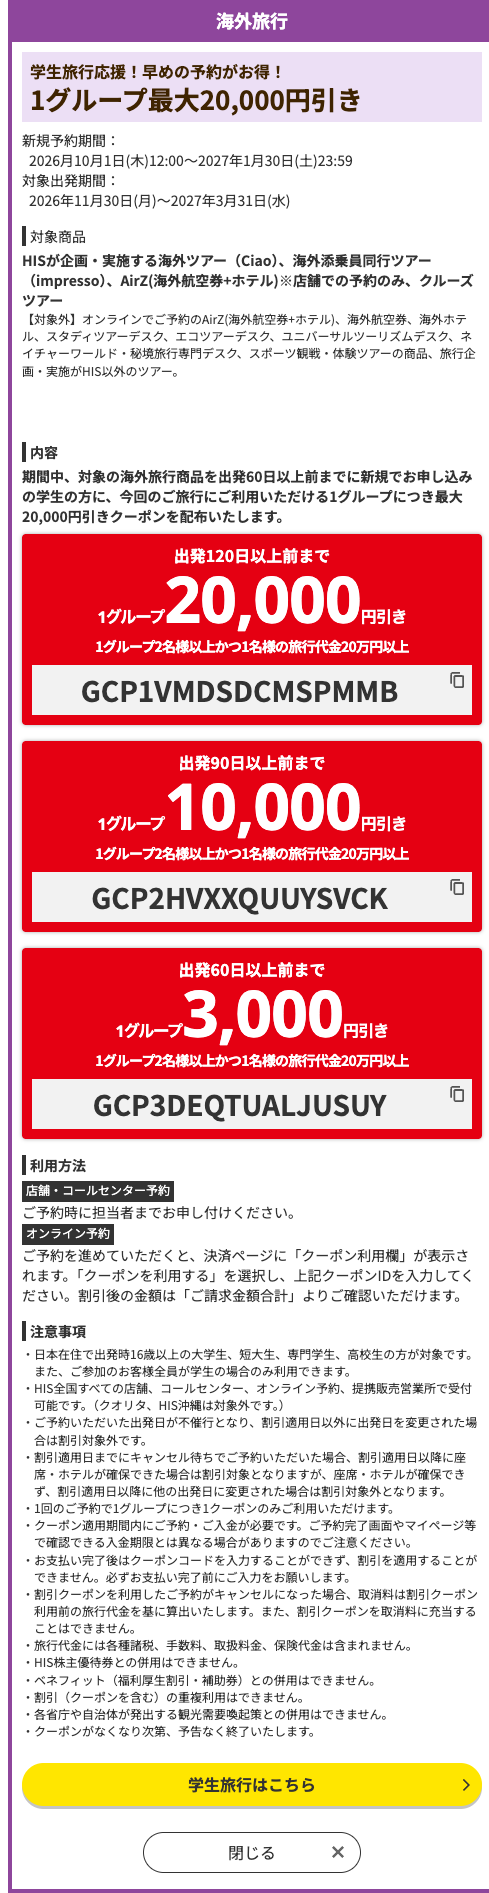 海外旅行
学生旅行応援！早めの予約がお得！
1グループ最大20,000円引き
新規予約期間：
2026月10月1日(木)12:00～2027年1月30日(土)23:59
対象出発期間：
2026年11月30日(月)～2027年3月31日(水)
対象商品
HISが企画・実施する海外ツアー（Ciao）、海外添乗員同行ツアー
（impresso）、AirZ(海外航空券+ホテル)※店舗での予約のみ、クルーズ
ツアー
【対象外】オンラインでご予約のAirZ(海外航空券+ホテル)、海外航空券、海外ホテ
ル、スタディツアーデスク、エコツアーデスク、ユニバーサルツーリズムデスク、ネ
イチャーワールド・秘境旅行専門デスク、スポーツ観戦・体験ツアーの商品、旅行企
画・実施がHIS以外のツアー。
内容
期間中、対象の海外旅行商品を出発60日以上前までに新規でお申し込み
の学生の方に、今回のご旅行にご利用いただける1グループにつき最大
20,000円引きクーポンを配布いたします。
出発120日以上前まで
1グループ20,000円引き
1グループ2名様以上かつ1名様の旅行代金20万円以上
GCP1VMDSDCMSPMMB
出発90日以上前まで
1グループ10,000円引き
1グループ2名様以上かつ1名様の旅行代金20万円以上
GCP2HVXXQUUYSVCK
出発60日以上前まで
1グループ3,000円引き
1グループ2名様以上かつ1名様の旅行代金20万円以上
GCP3DEQTUALJUSUY
利用方法
店舗・コールセンター予約
ご予約時に担当者までお申し付けください。
オンライン予約
ご予約を進めていただくと、決済ページに「クーポン利用欄」が表示さ
れます。「クーポンを利用する」を選択し、上記クーポンIDを入力してく
ださい。割引後の金額は「ご請求金額合計」よりご確認いただけます。
注意事項
・日本在住で出発時16歳以上の大学生、短大生、専門学生、高校生の方が対象です。
また、ご参加のお客様全員が学生の場合のみ利用できます。
・HIS全国すべての店舗、コールセンター、オンライン予約、提携販売営業所で受付
可能です。（クオリタ、HIS沖縄は対象外です。）
・ご予約いただいた出発日が不催行となり、割引適用日以外に出発日を変更された場
合は割引対象外です。
・割引適用日までにキャンセル待ちでご予約いただいた場合、割引適用日以降に座
席・ホテルが確保できた場合は割引対象となりますが、座席・ホテルが確保でき
ず、割引適用日以降に他の出発日に変更された場合は割引対象外となります。
・1回のご予約で1グループにつき1クーポンのみご利用いただけます。
・クーポン適用期間内にご予約・ご入金が必要です。ご予約完了画面やマイページ等
で確認できる入金期限とは異なる場合がありますのでご注意ください。
・お支払い完了後はクーポンコードを入力することができず、割引を適用することが
できません。必ずお支払い完了前にご入力をお願いします。
・割引クーポンを利用したご予約がキャンセルになった場合、取消料は割引クーポン
利用前の旅行代金を基に算出いたします。また、割引クーポンを取消料に充当する
ことはできません。
・旅行代金には各種諸税、手数料、取扱料金、保険代金は含まれません。
・HIS株主優待券との併用はできません。
・ベネフィット（福利厚生割引・補助券）との併用はできません。
・割引（クーポンを含む）の重複利用はできません。
・各省庁や自治体が発出する観光需要喚起策との併用はできません。
・クーポンがなくなり次第、予告なく終了いたします。
学生旅行はこちら
閉じる